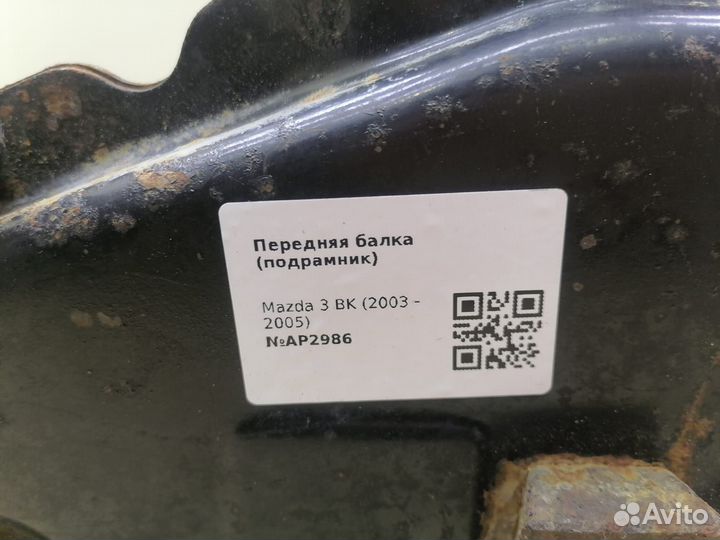 Передняя балка
(подрамник)
Mazda 3 BK (2003 -
2005)
№AP2986
Avito